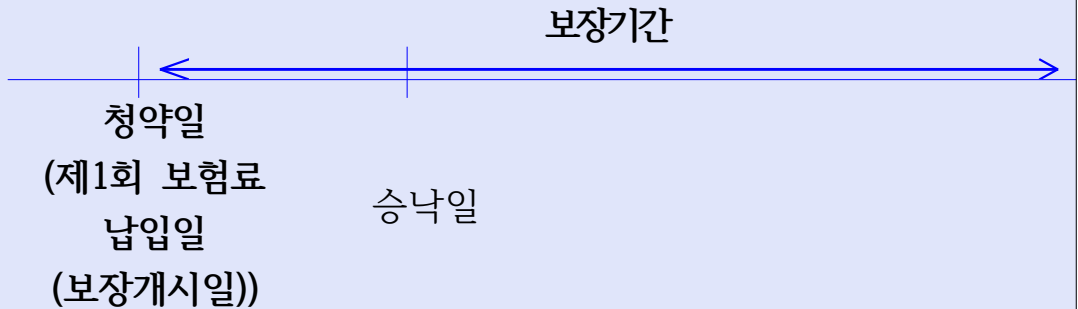 보장기간
청약일
(제1회 보험료
납입일
(보장개시일))
승낙일